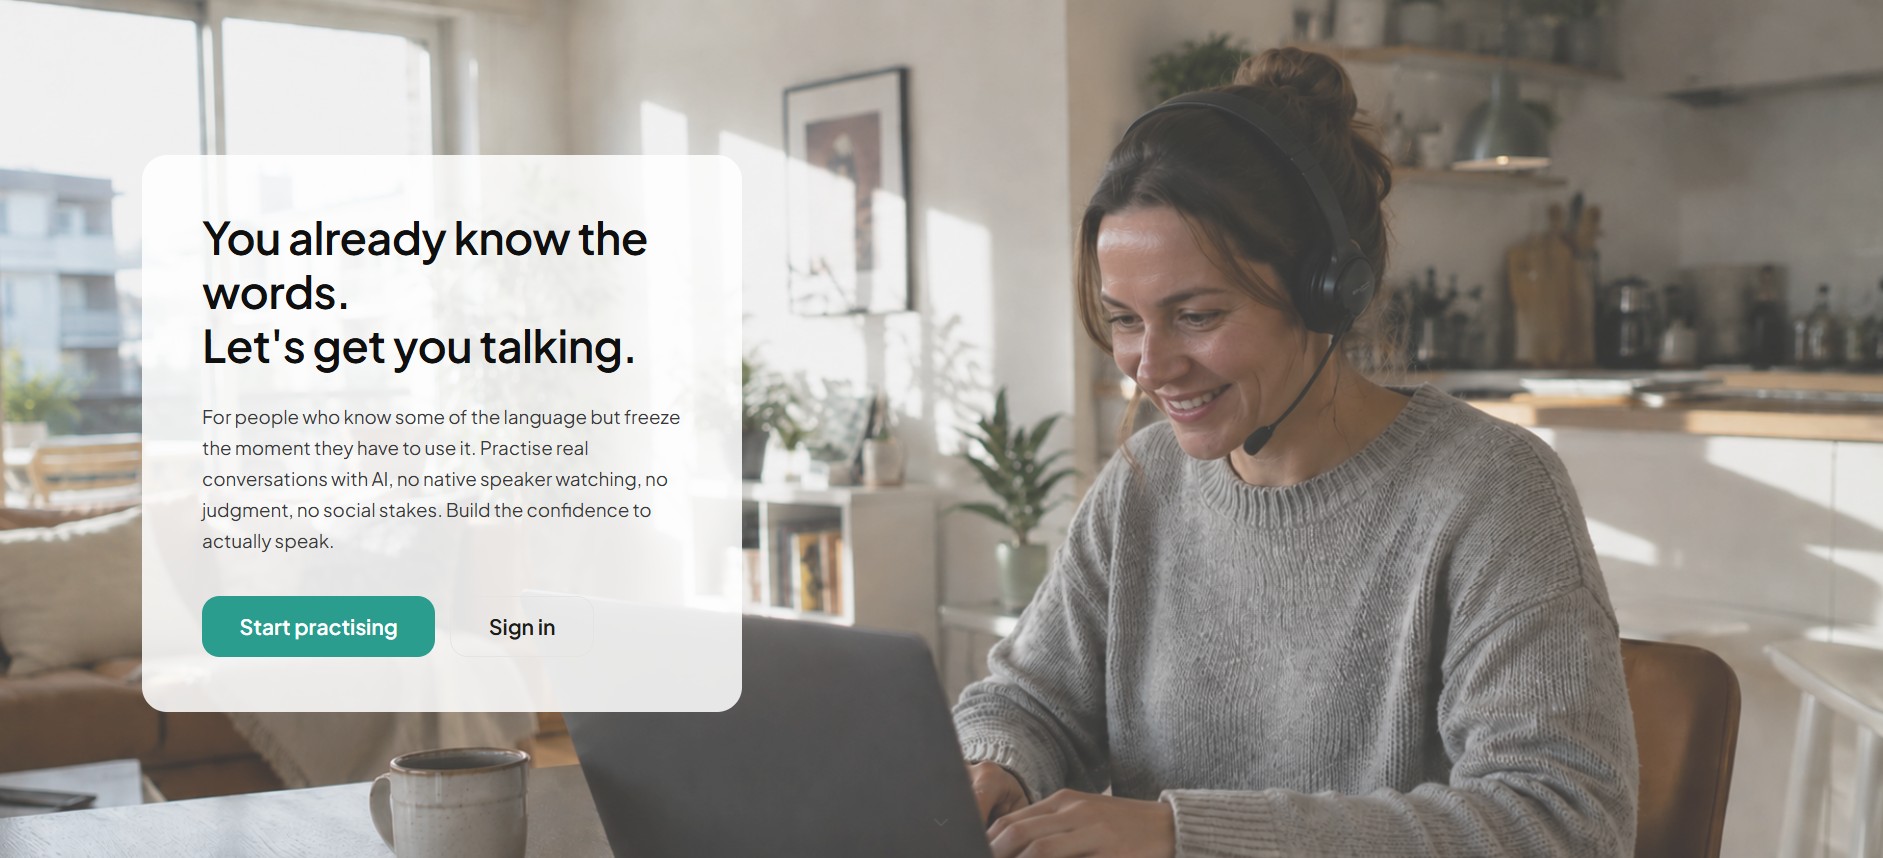 You already know the
words.
Let's get you talking.
For people who know some of the language but freeze
the moment they have to use it. Practise real
conversations with AI, no native speaker watching, no
judgment, no social stakes. Build the confidence to
actually speak.
Start practising
Sign in